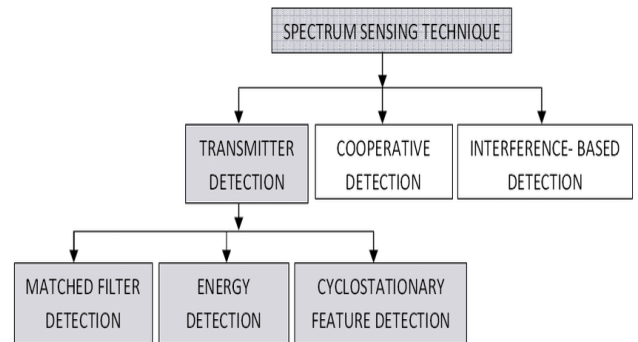 SPECTRUM SENSING TECHNIQUE
TRANSMITTER
DETECTION
COOPERATIVE
DETECTION
INTERFERENCE- BASED
DETECTION
MATCHED FILTER
DETECTION
ENERGY
DETECTION
CYCLOSTATIONARY
FEATURE DETECTION